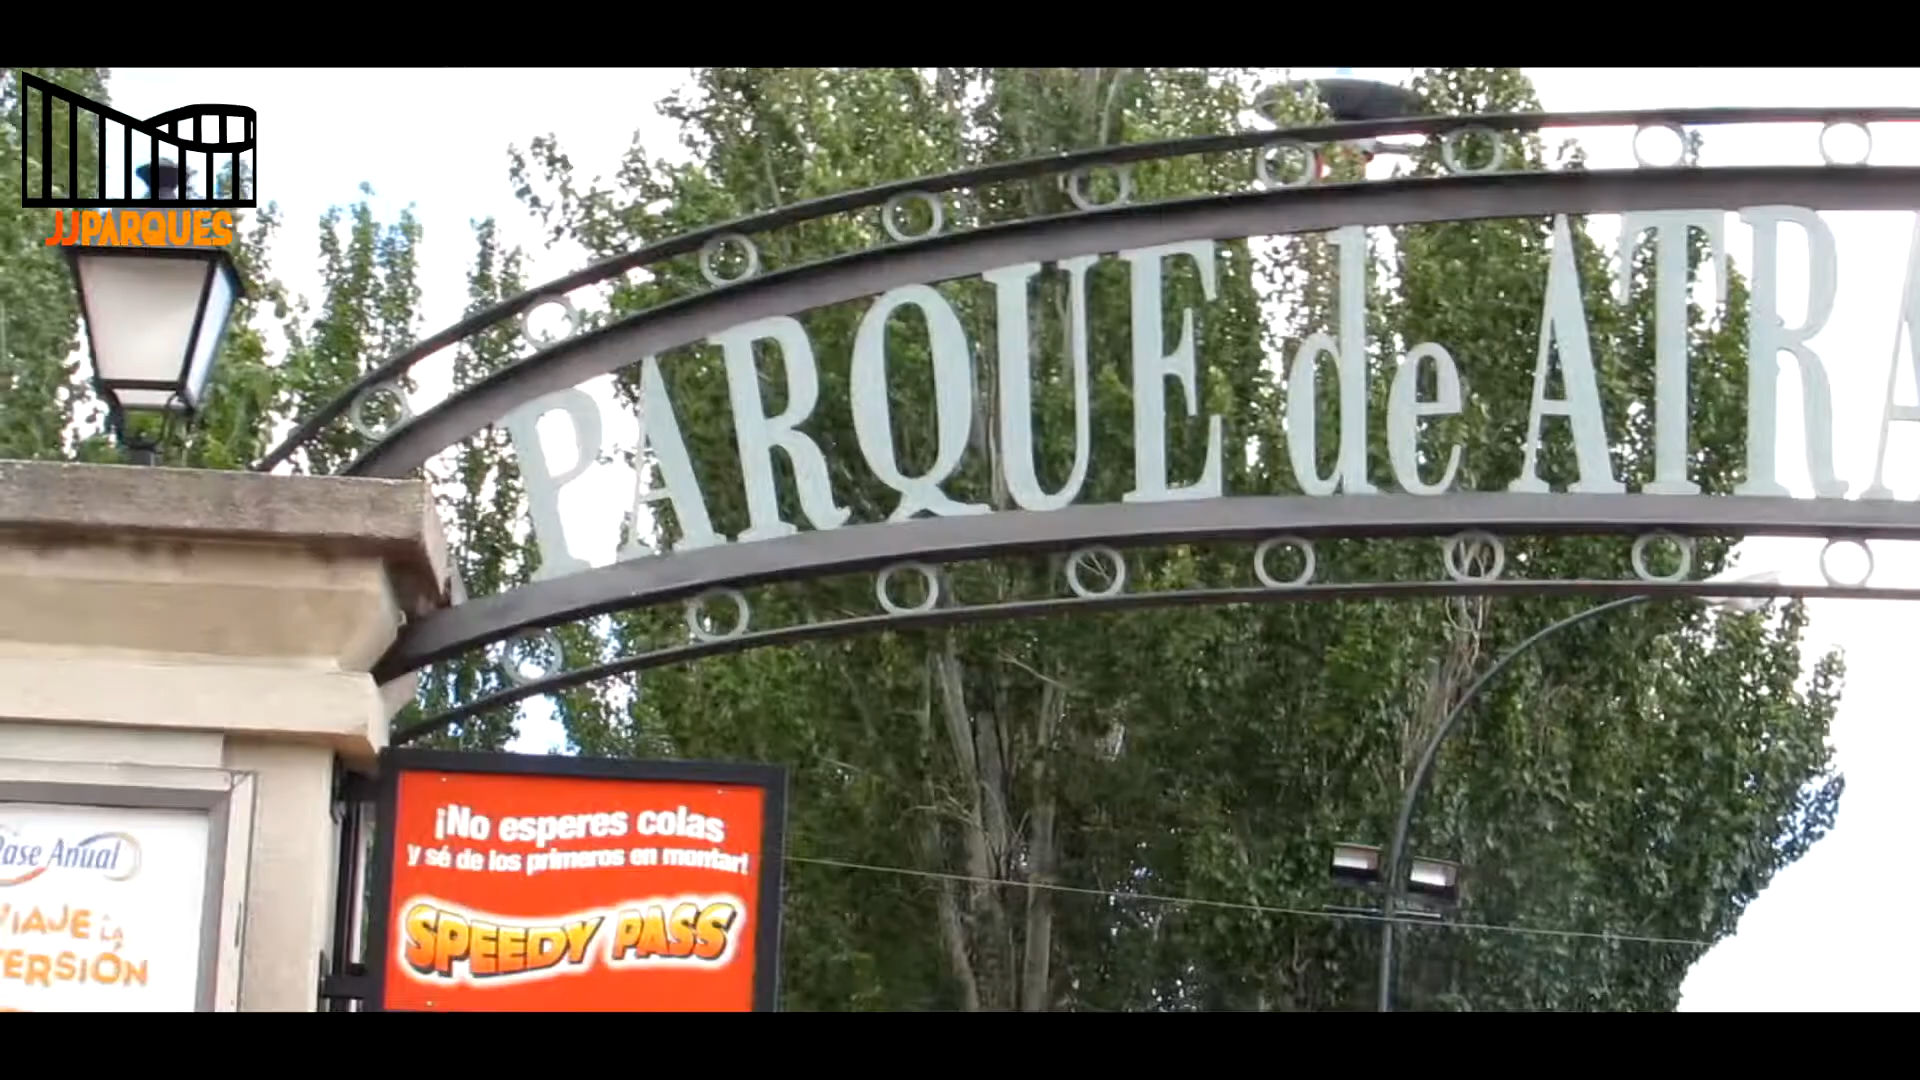 JJPARQUES
PARQUE de ATRA
¡No esperes colas
y sé de los primeros en montar!
SPEEDY PASS
Pase Anual
VIAJE LA
VERSIÓN